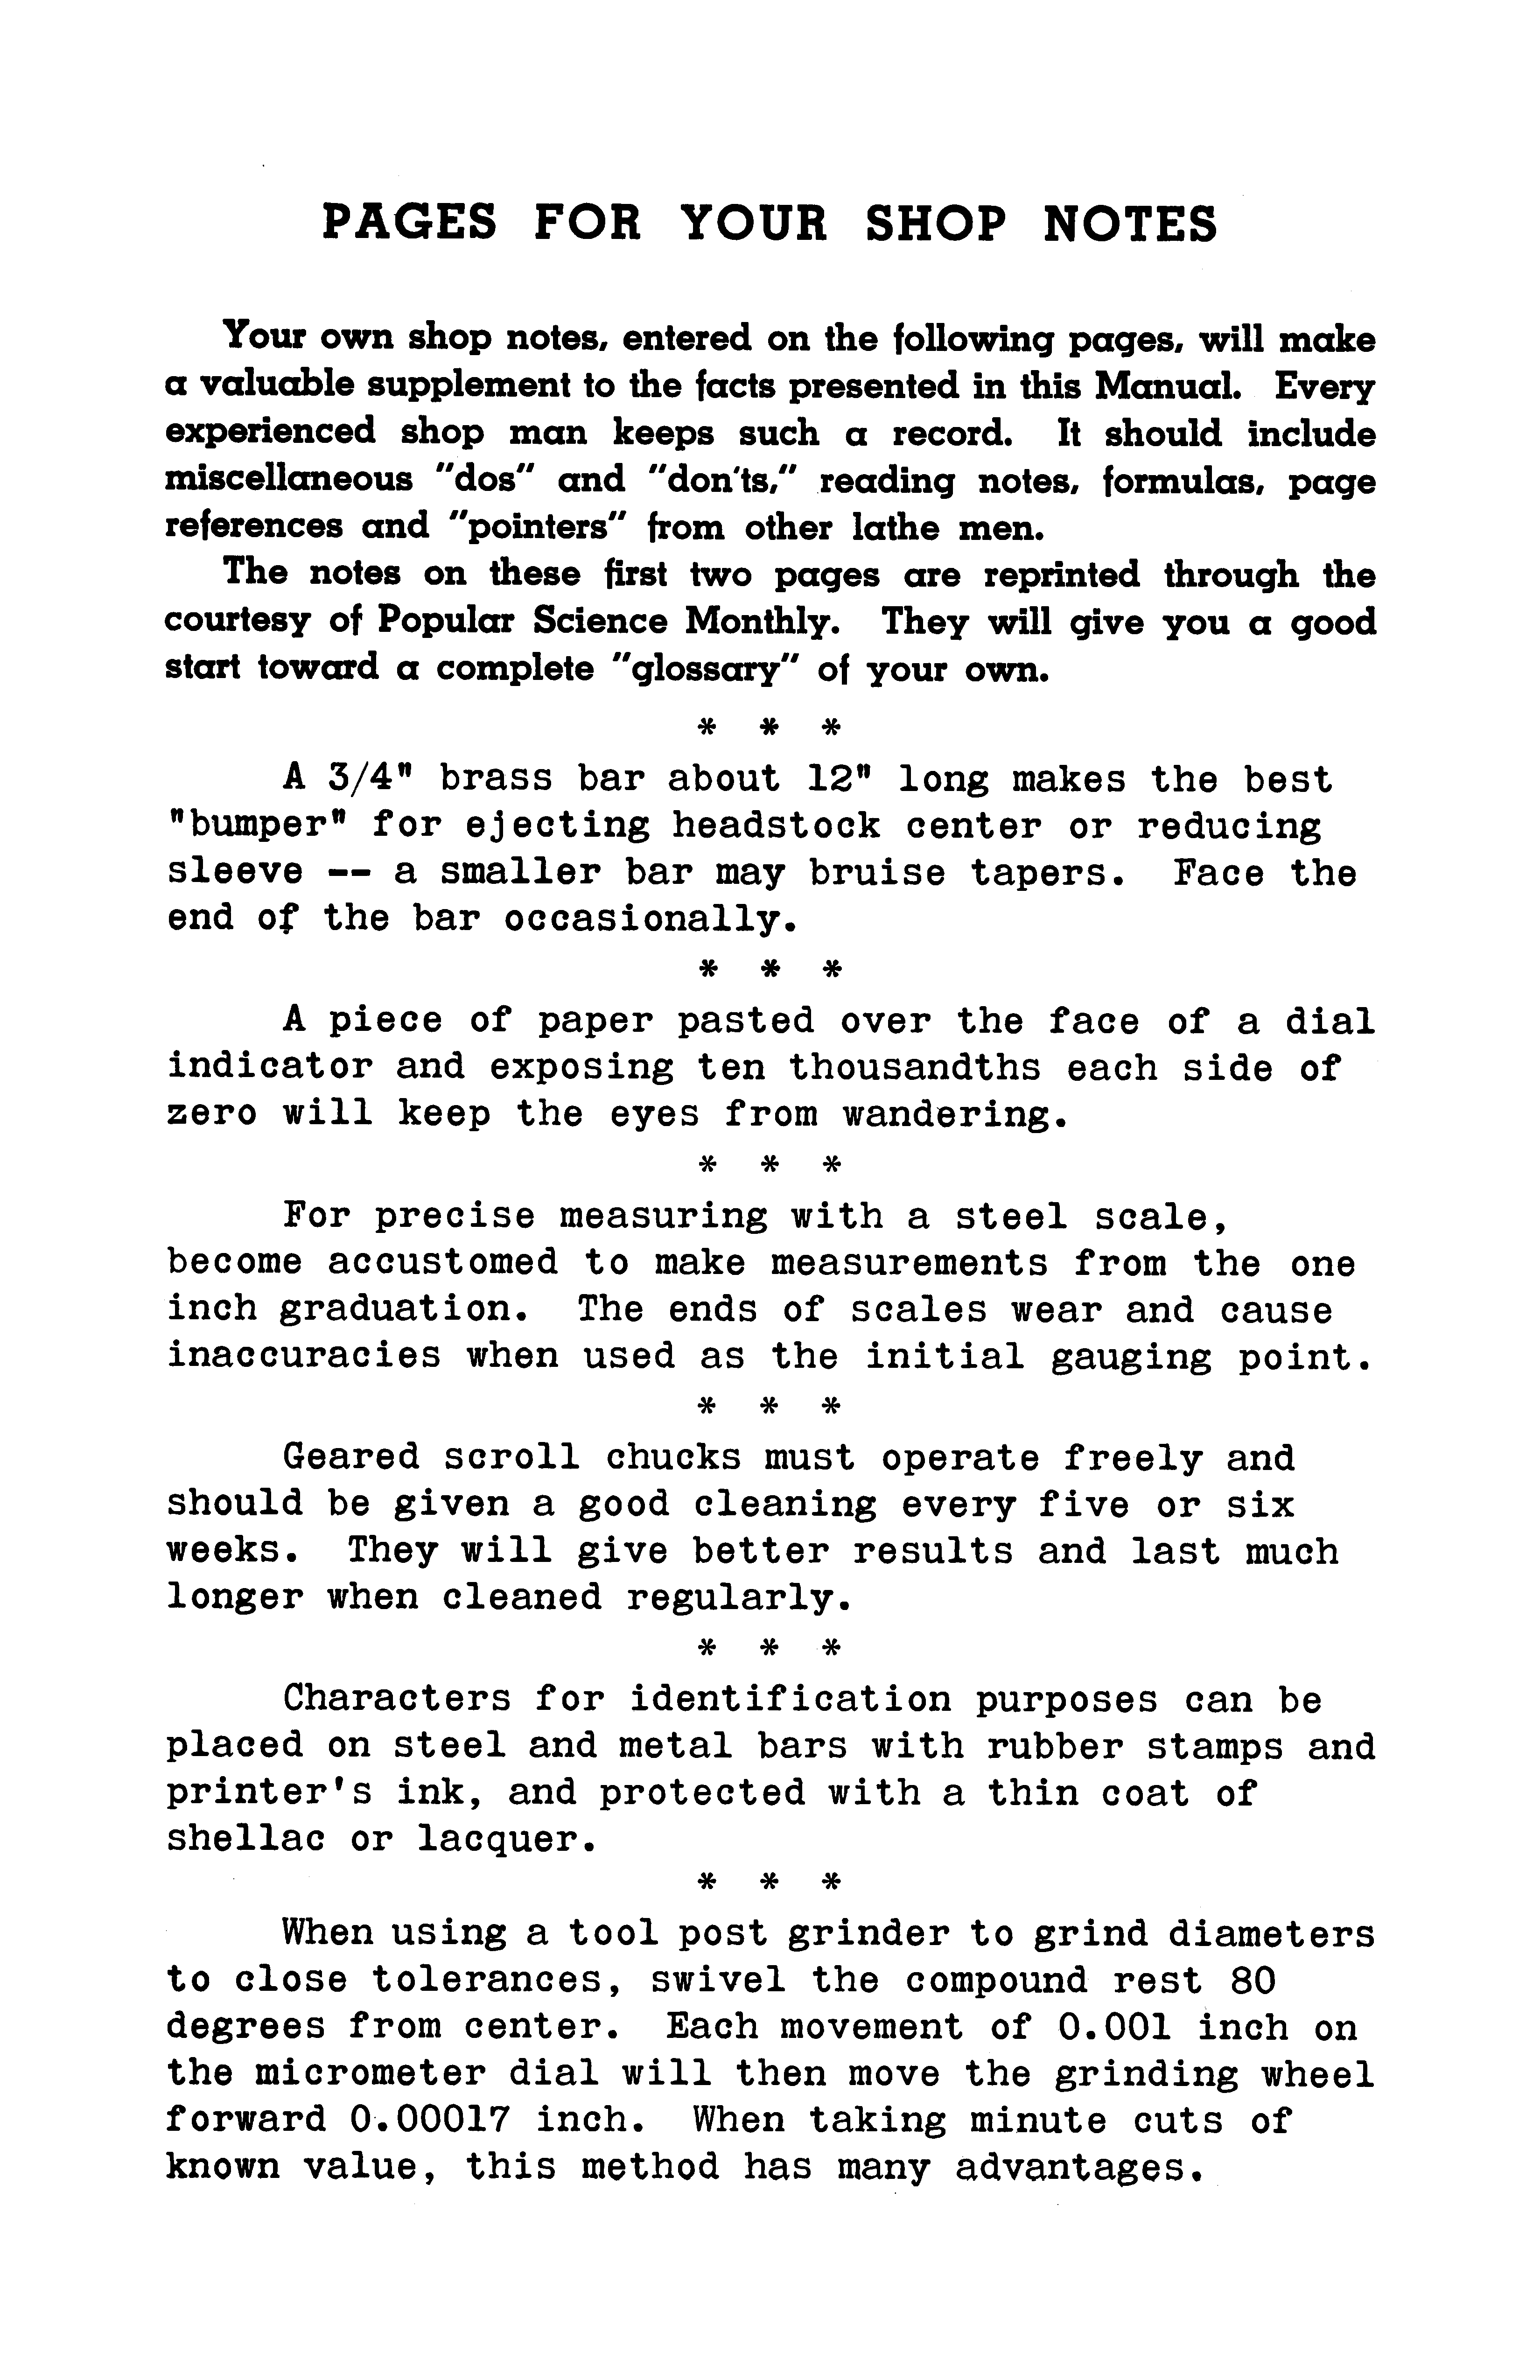 PAGES FOR YOUR SHOP NOTES
Your own shop notes, entered on the following pages, will make
a valuable supplement to the facts presented in this Manual. Every
experienced shop man keeps such a record. It should include
miscellaneous "dos" and "don'ts," reading notes, formulas, page
references and "pointers" from other lathe men.
The notes on these first two pages are reprinted through the
courtesy of Popular Science Monthly. They will give you a good
start toward a complete "glossary" of your own.
* * *
A 3/4" brass bar about 12" long makes the best
"bumper" for ejecting headstock center or reducing
sleeve -- a smaller bar may bruise tapers. Face the
end of the bar occasionally.
* * *
A piece of paper pasted over the face of a dial
indicator and exposing ten thousandths each side of
zero will keep the eyes from wandering.
* * *
For precise measuring with a steel scale,
become accustomed to make measurements from the one
inch graduation. The ends of scales wear and cause
inaccuracies when used as the initial gauging point.
* * *
Geared scroll chucks must operate freely and
should be given a good cleaning every five or six
weeks. They will give better results and last much
longer when cleaned regularly.
* * *
Characters for identification purposes can be
placed on steel and metal bars with rubber stamps and
printer's ink, and protected with a thin coat of
shellac or lacquer.
* * *
When using a tool post grinder to grind diameters
to close tolerances, swivel the compound rest 80
degrees from center. Each movement of 0.001 inch on
the micrometer dial will then move the grinding wheel
forward 0.00017 inch. When taking minute cuts of
known value, this method has many advantages.